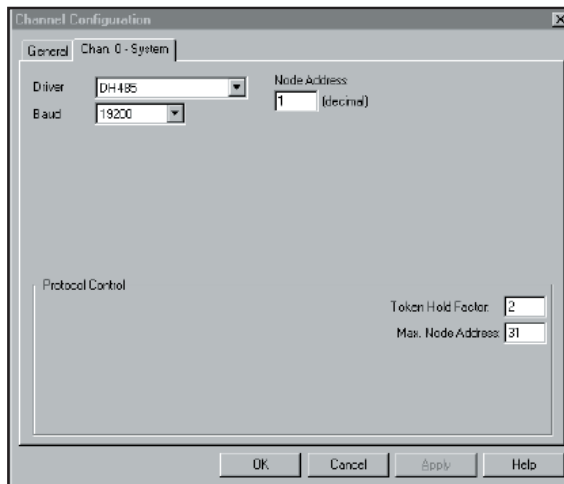 Channel Configuration
General
Chan. 0 - System
Driver
DH485
Node Address
Baud
19200
1
(decimal)
Protocol Control
Token Hold Factor:
2
Max. Node Address:
31
OK
Cancel
Apply
Help